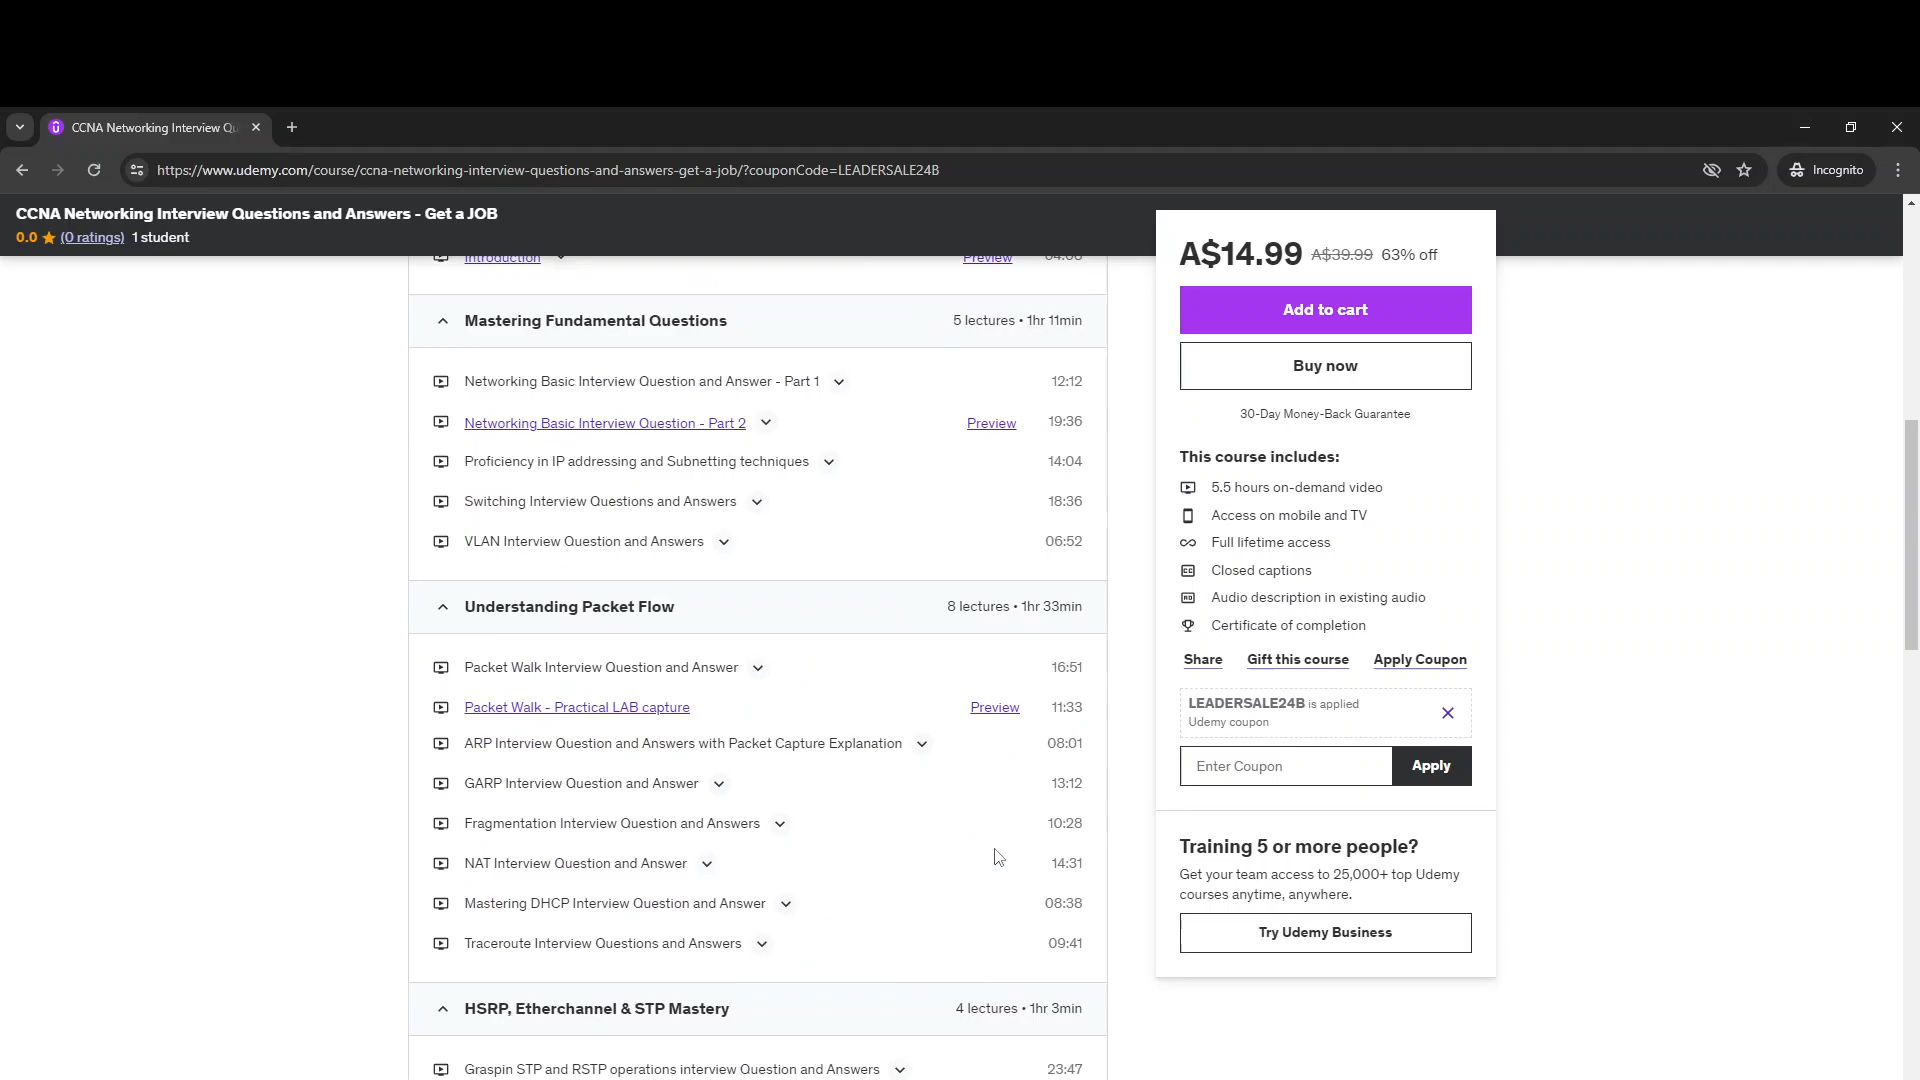 CCNA Networking Interview Qu
https://www.udemy.com/course/ccna-networking-interview-questions-and-answers-get-a-job/?couponCode=LEADERSALE24B
Incognito
CCNA Networking Interview Questions and Answers - Get a JOB
0.0 ★ (0 ratings) 1 student
Introduction Preview
Mastering Fundamental Questions 5 lectures • 1hr 11min
Networking Basic Interview Question and Answer - Part 1 12:12
Networking Basic Interview Question - Part 2 Preview 19:36
Proficiency in IP addressing and Subnetting techniques 14:04
Switching Interview Questions and Answers 18:36
VLAN Interview Question and Answers 06:52
Understanding Packet Flow 8 lectures • 1hr 33min
Packet Walk Interview Question and Answer 16:51
Packet Walk - Practical LAB capture Preview 11:33
ARP Interview Question and Answers with Packet Capture Explanation 08:01
GARP Interview Question and Answer 13:12
Fragmentation Interview Question and Answers 10:28
NAT Interview Question and Answer 14:31
Mastering DHCP Interview Question and Answer 08:38
Traceroute Interview Questions and Answers 09:41
HSRP, Etherchannel & STP Mastery 4 lectures • 1hr 3min
Graspin STP and RSTP operations interview Question and Answers 23:47
A$14.99 A$39.99 63% off
Add to cart
Buy now
30-Day Money-Back Guarantee
This course includes:
5.5 hours on-demand video
Access on mobile and TV
Full lifetime access
Closed captions
Audio description in existing audio
Certificate of completion
Share Gift this course Apply Coupon
LEADERSALE24B is applied
Udemy coupon
Enter Coupon Apply
Training 5 or more people?
Get your team access to 25,000+ top Udemy
courses anytime, anywhere.
Try Udemy Business